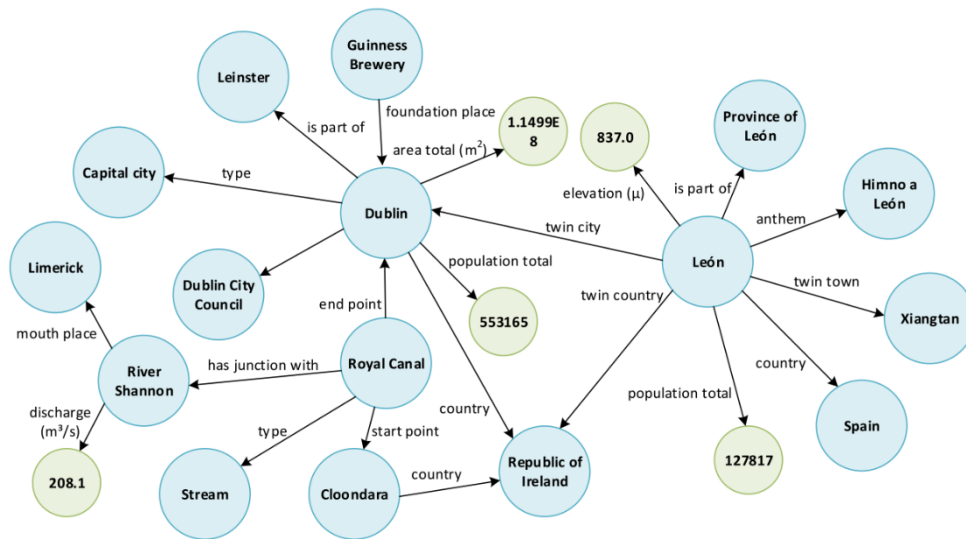 Guinness
Brewery
Leinster
foundation place
1.1499E
8
837.0
Province of
León
is part of
area total (m²)
Capital city
type
elevation (μ)
is part of
Himno a
León
anthem
Dublin
twin city
León
Limerick
Dublin City
Council
population total
twin country
twin town
Xiangtan
end point
553165
mouth place
River
Shannon
has junction with
Royal Canal
country
population total
discharge
(m³/s)
type
start point
country
Spain
208.1
Stream
Cloondara
country
Republic of
Ireland
127817